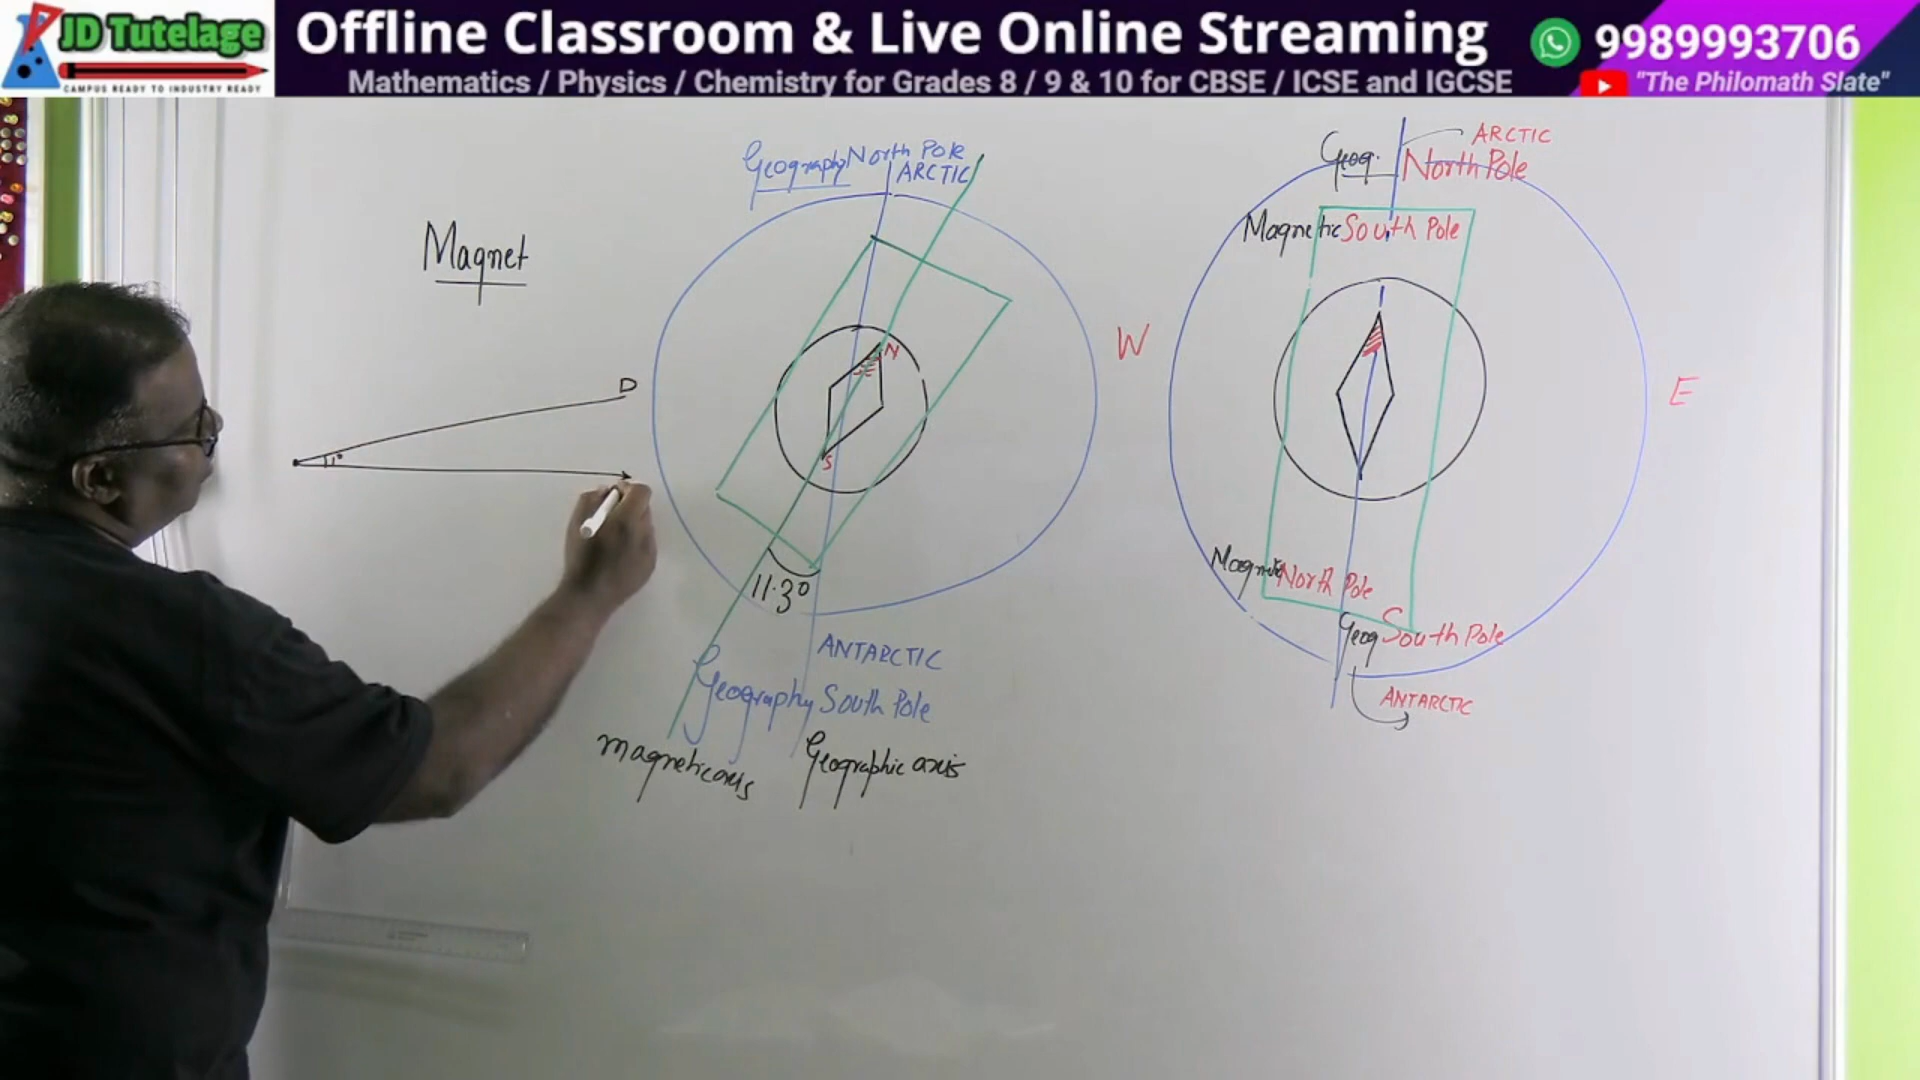 JD Tutelage
CAMPUS READY TO INDUSTRY READY
Offline Classroom & Live Online Streaming
Mathematics / Physics / Chemistry for Grades 8 / 9 & 10 for CBSE / ICSE and IGCSE
9989993706
"The Philomath Slate"
Magnet
D
11°
Geography North Pole
ARCTIC
N
S
11.3°
ANTARCTIC
Geography South Pole
magnetic axis
Geographic axis
ARCTIC
Geog. North Pole
Magnetic South Pole
W
E
Magnetic North Pole
Geog South Pole
ANTARCTIC